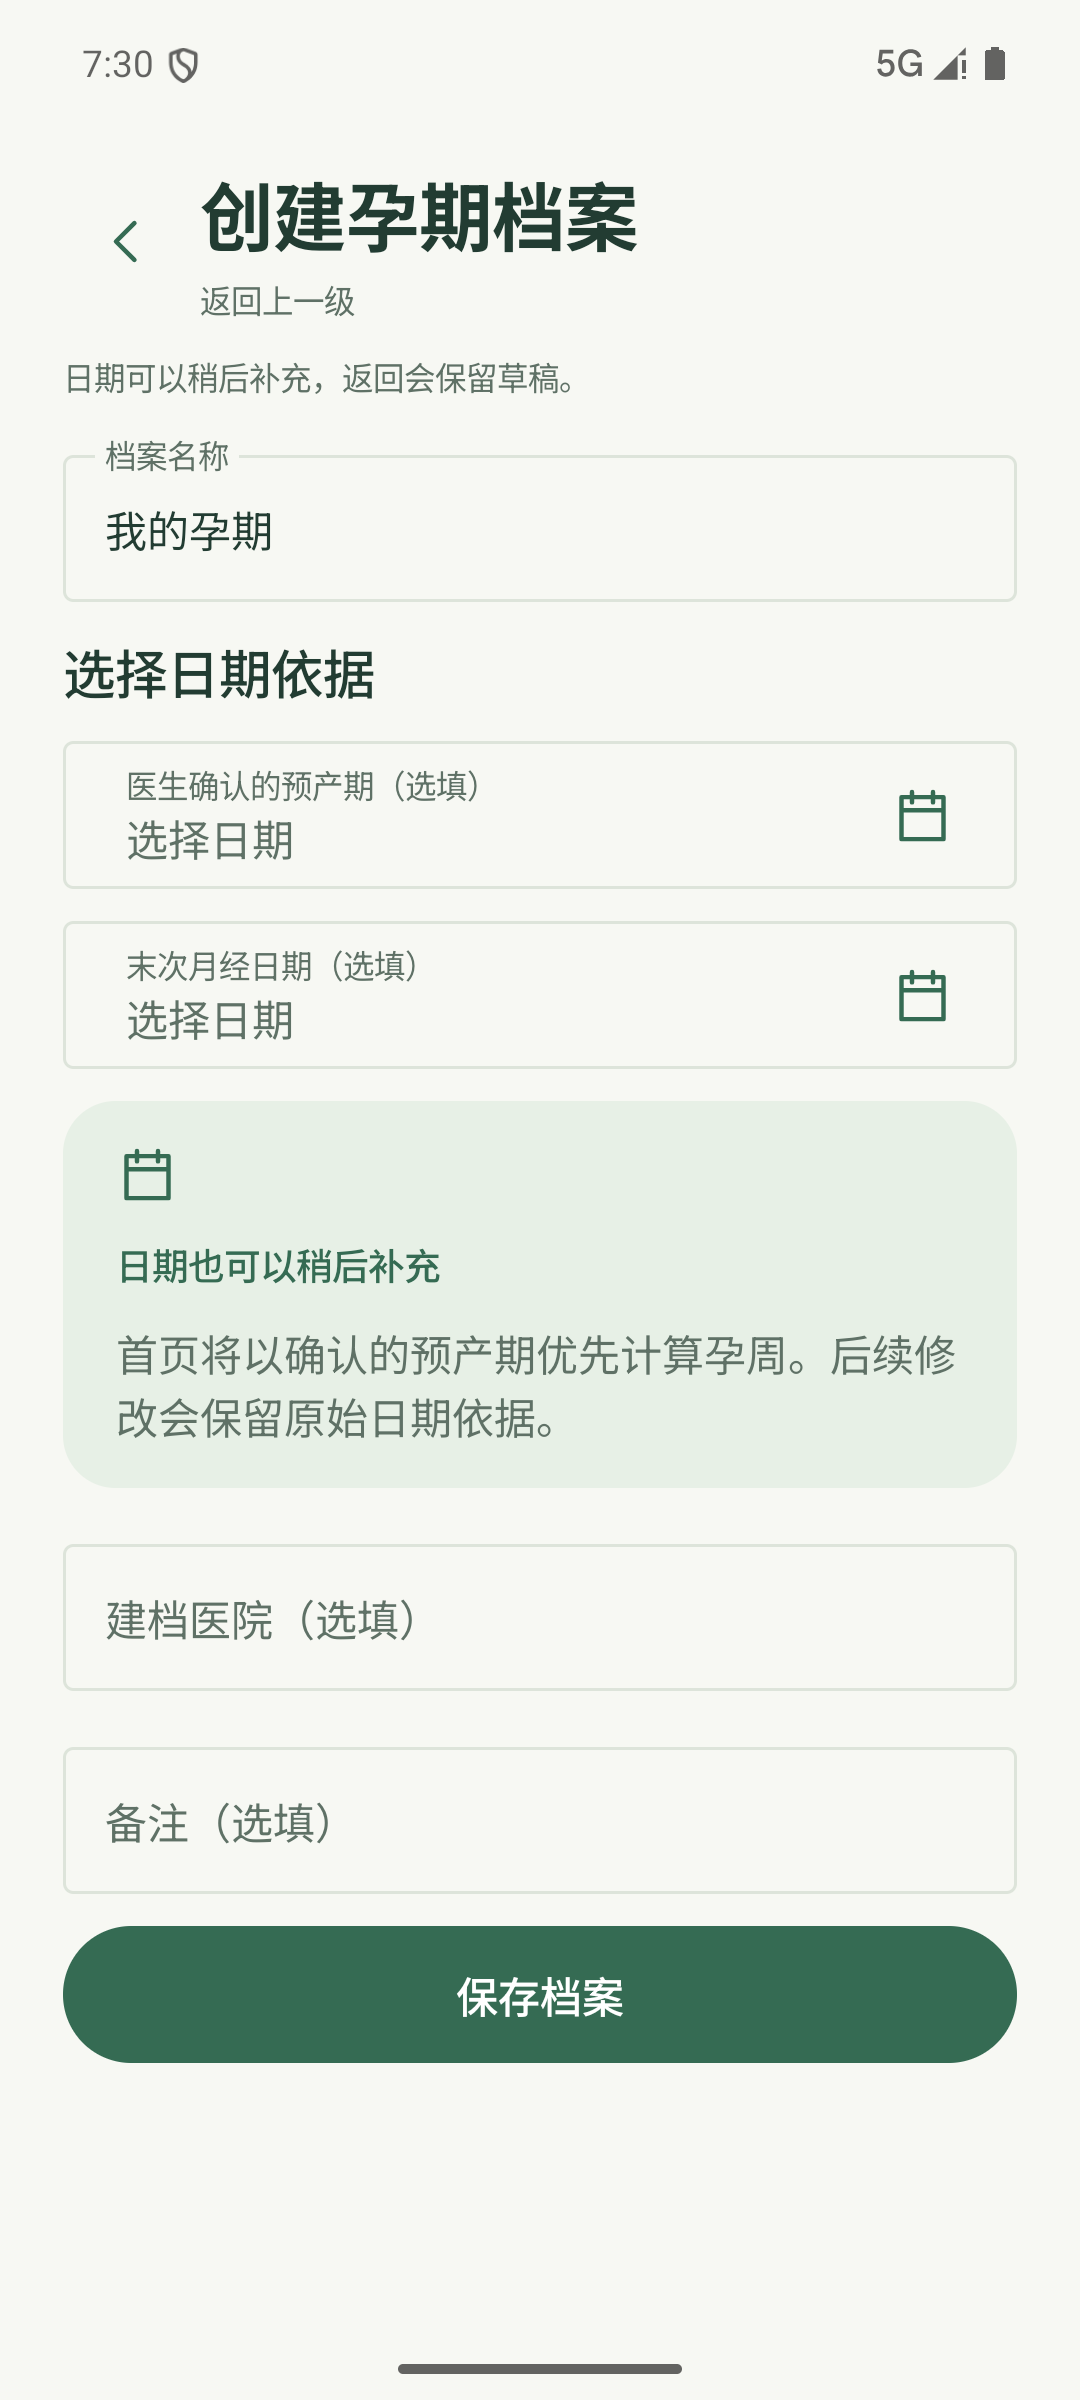 7:30
5G
创建孕期档案
返回上一级
日期可以稍后补充，返回会保留草稿。
档案名称
我的孕期
选择日期依据
医生确认的预产期（选填）
选择日期
末次月经日期（选填）
选择日期
日期也可以稍后补充
首页将以确认的预产期优先计算孕周。后续修
改会保留原始日期依据。
建档医院（选填）
备注（选填）
保存档案